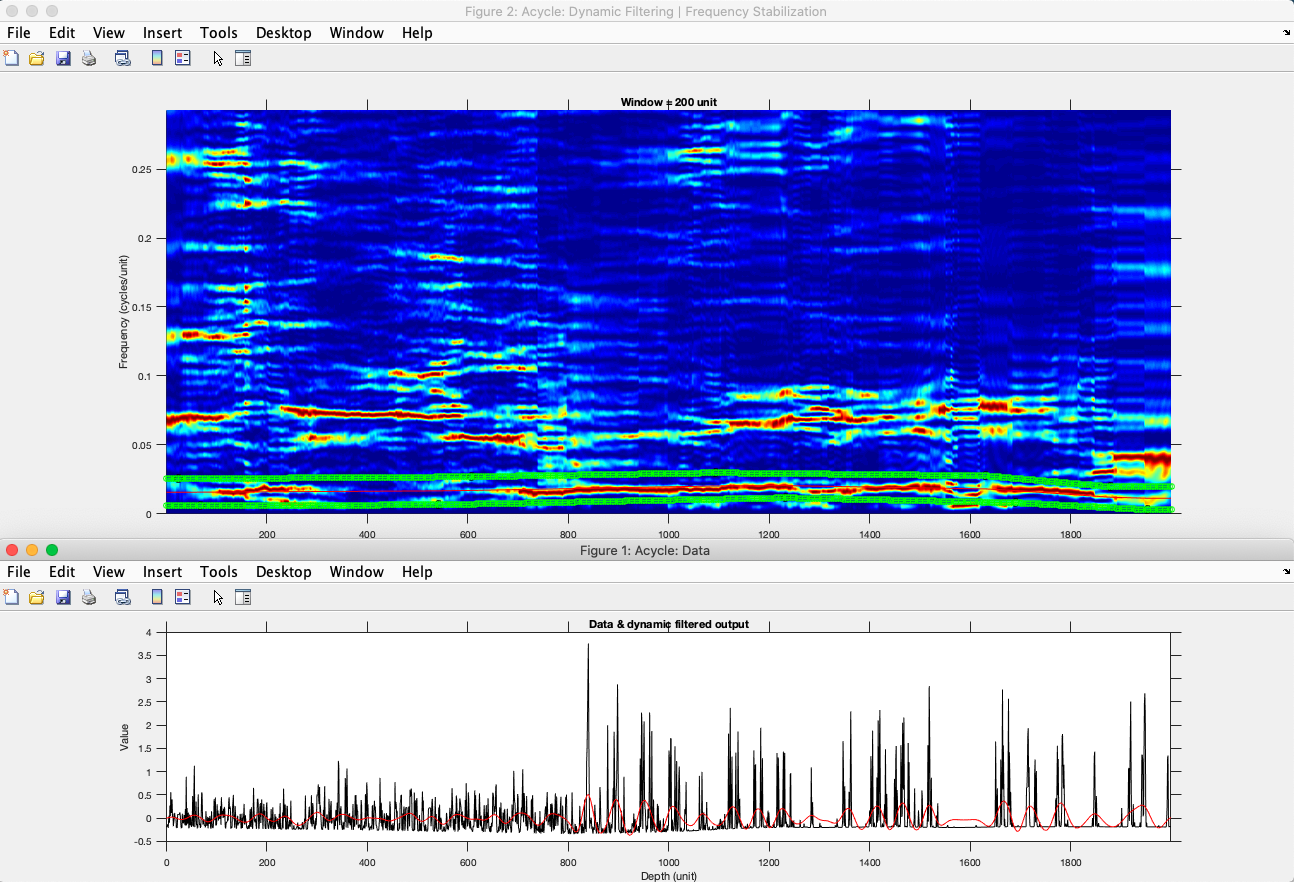 Figure 2: Acycle: Dynamic Filtering | Frequency Stabilization
File Edit View Insert Tools Desktop Window Help
Window = 200 unit
0.25
0.2
0.15
0.1
0.05
0
Frequency (cycles/unit)
200 400 600 800 1000 1200 1400 1600 1800
Figure 1: Acycle: Data
File Edit View Insert Tools Desktop Window Help
Data & dynamic filtered output
4
3.5
3
2.5
2
1.5
1
0.5
0
-0.5
Value
0 200 400 600 800 1000 1200 1400 1600 1800
Depth (unit)